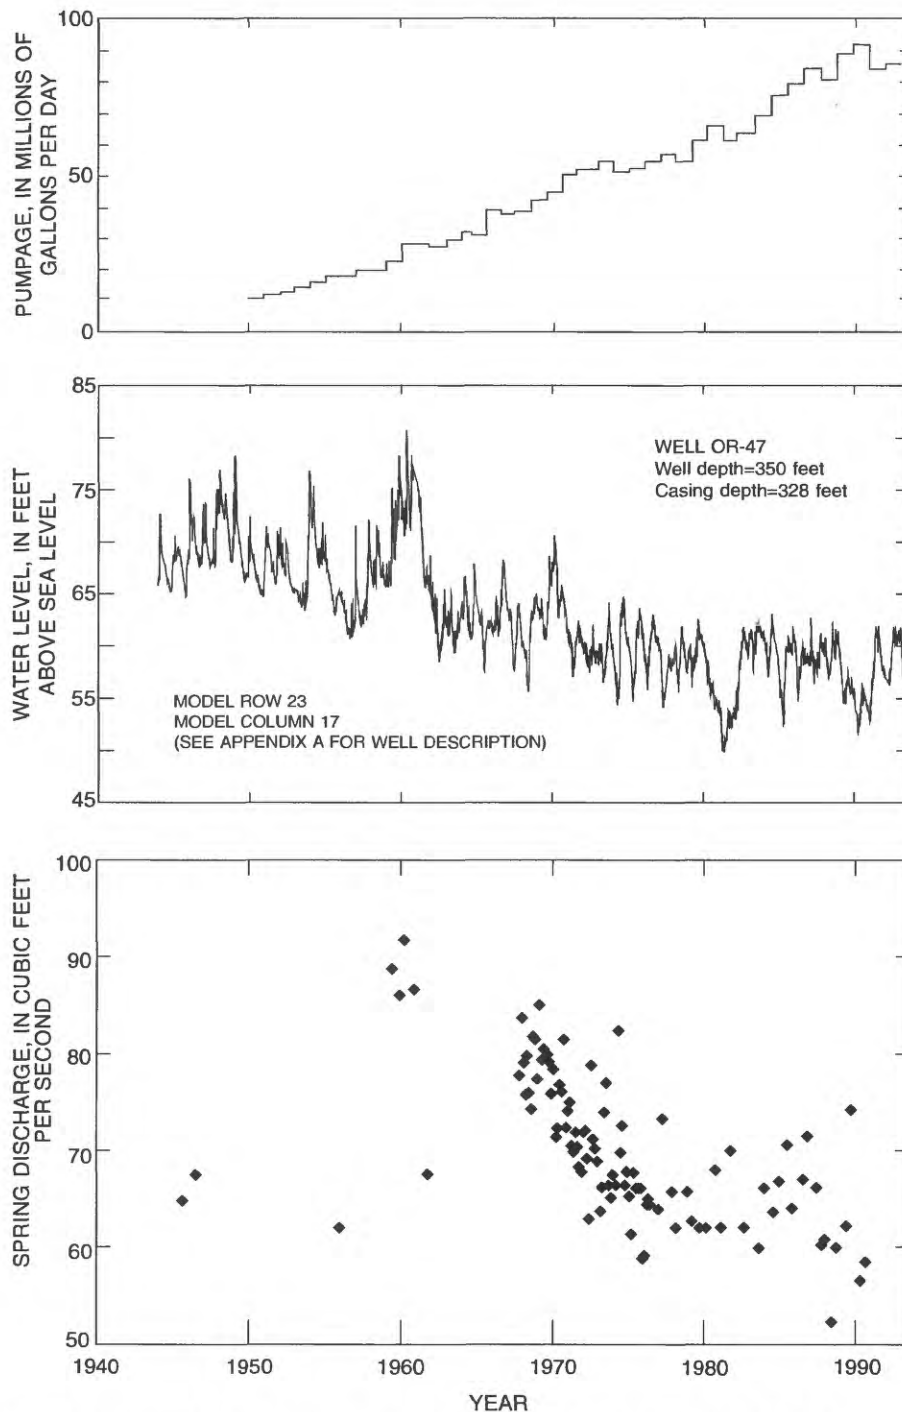 PUMPAGE, IN MILLIONS OF
GALLONS PER DAY
100
50
0
WATER LEVEL, IN FEET
ABOVE SEA LEVEL
85
75
65
55
45
WELL OR-47
Well depth=350 feet
Casing depth=328 feet
MODEL ROW 23
MODEL COLUMN 17
(SEE APPENDIX A FOR WELL DESCRIPTION)
SPRING DISCHARGE, IN CUBIC FEET
PER SECOND
100
90
80
70
60
50
1940 1950 1960 1970 1980 1990
YEAR